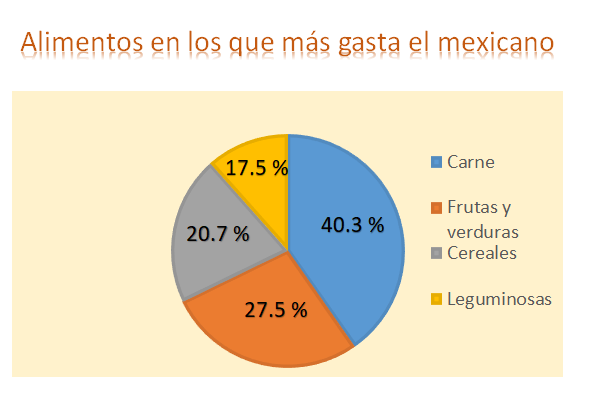 Alimentos en los que más gasta el mexicano
17.5 %
40.3 %
20.7 %
27.5 %
Carne
Frutas y
verduras
Cereales
Leguminosas